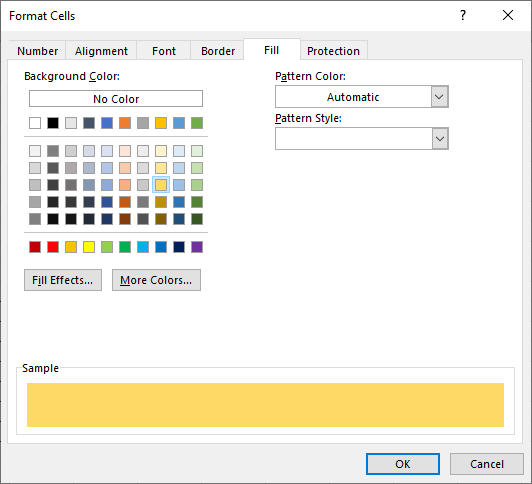 Format Cells
Number Alignment Font Border Fill Protection
Background Color:
No Color
Fill Effects...
More Colors...
Pattern Color:
Automatic
Pattern Style:
Sample
OK
Cancel